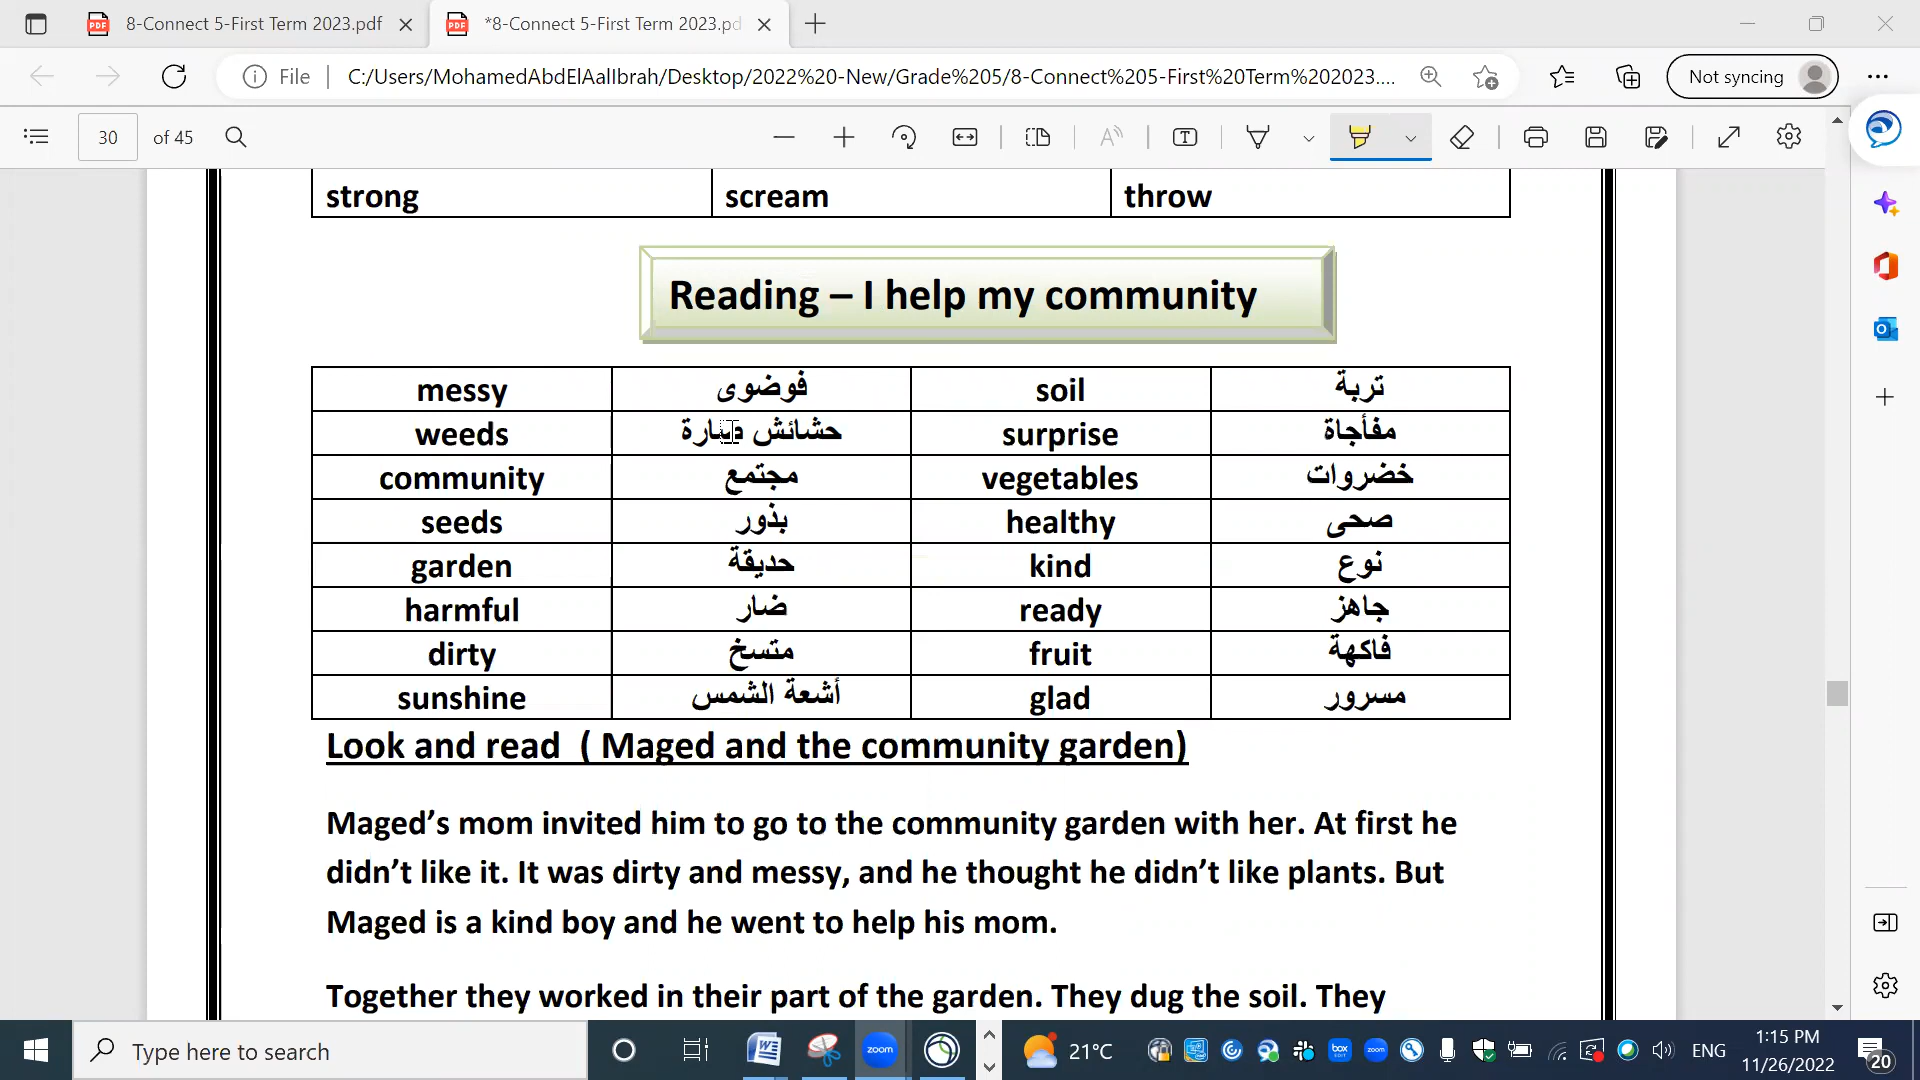 8-Connect 5-First Term 2023.pdf
*8-Connect 5-First Term 2023.pd
File
C:/Users/MohamedAbdElAalIbrah/Desktop/2022%20-New/Grade%205/8-Connect%205-First%20Term%202023....
Not syncing
30 of 45
strong scream throw
Reading – I help my community
messy فوضوى soil تربة
weeds حشائش ضارة surprise مفأجاة
community مجتمع vegetables خضروات
seeds بذور healthy صحى
garden حديقة kind نوع
harmful ضار ready جاهز
dirty متسخ fruit فاكهة
sunshine أشعة الشمس glad مسرور
Look and read ( Maged and the community garden)
Maged’s mom invited him to go to the community garden with her. At first he
didn’t like it. It was dirty and messy, and he thought he didn’t like plants. But
Maged is a kind boy and he went to help his mom.
Together they worked in their part of the garden. They dug the soil. They
Type here to search
zoom
21°C
box
zoom
ENG
1:15 PM
11/26/2022
20